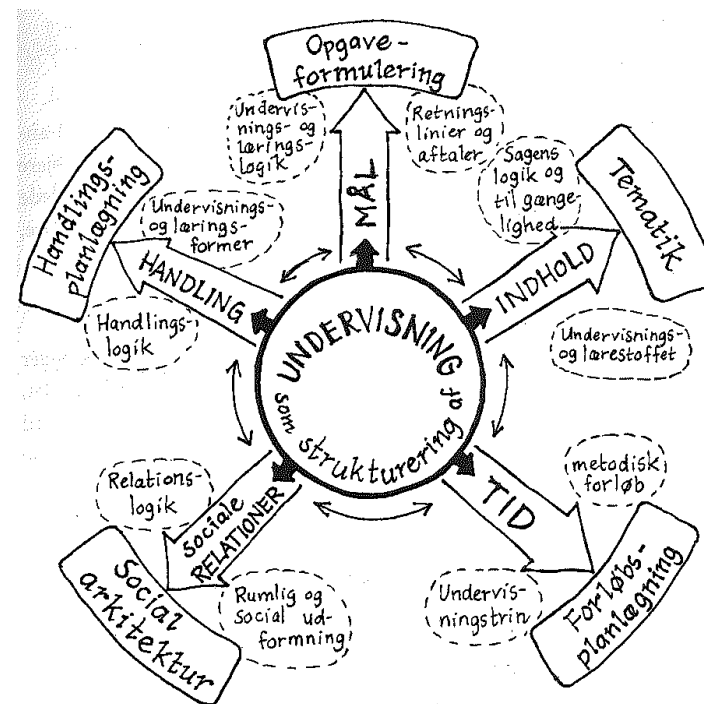 Opgave-
formulering
Undervis-
nings- og
lærings-
logik
Retnings-
linier og
aftaler
MÅL
Sagens
logik og
til gænge-
lighed
Tematik
INDHOLD
Undervisnings-
og lærestoffet
Handlings-
planlægning
Undervisnings-
og lærings-
former
HANDLING
Handlings-
logik
UNDERVISNING
som strukturering af
Relations-
logik
Sociale
RELATIONER
Social
arkitektur
Rumlig og
Social ud-
formning
TID
metodisk
forløb
Undervis-
ningstrin
Forløbs-
planlægning